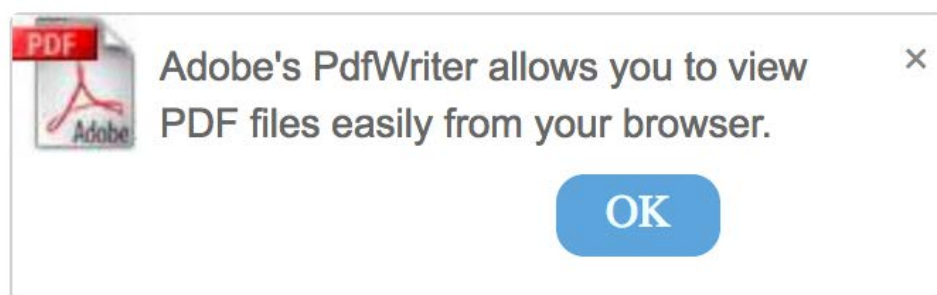 PDF
Adobe
Adobe's PdfWriter allows you to view
PDF files easily from your browser.
×
OK